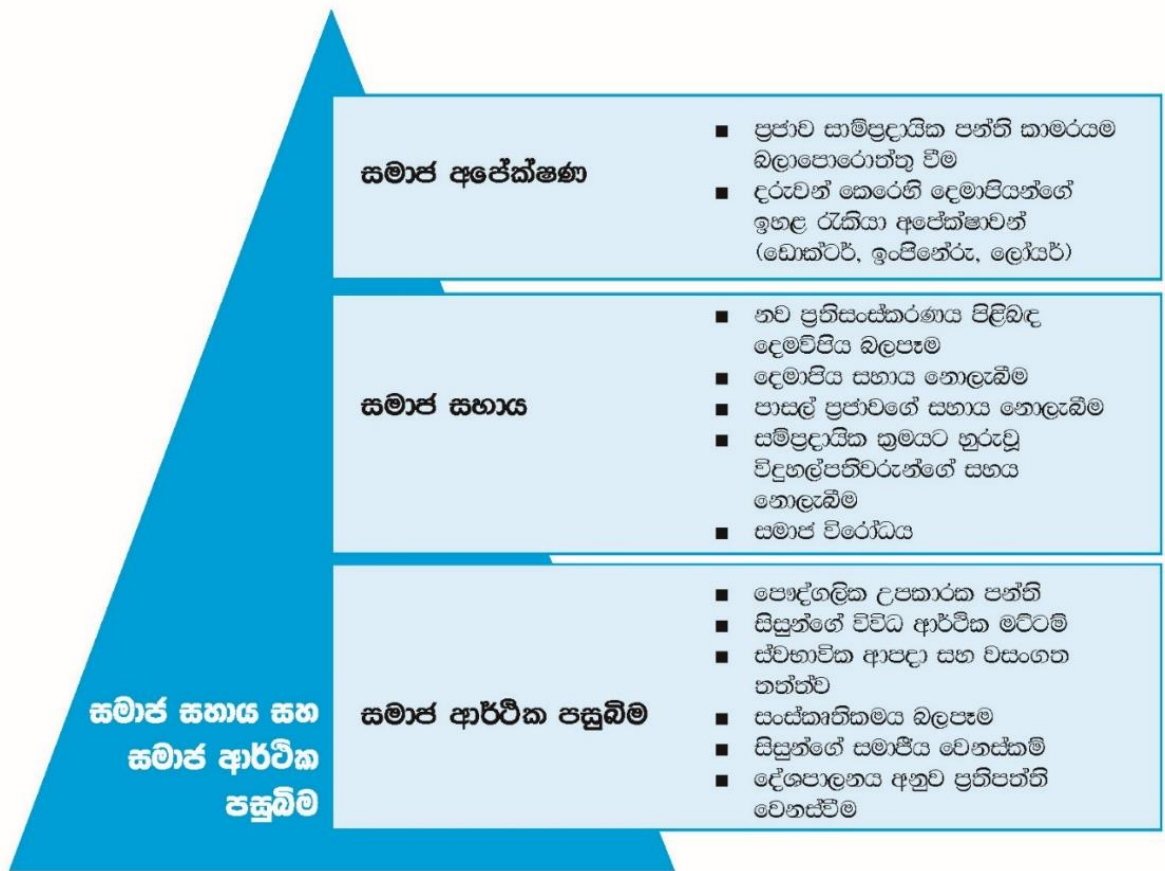 සමාජ අපේක්ෂණ
■ ප්‍රජාව සාම්ප්‍රදායික පන්ති කාමරයම
බලාපොරොත්තු වීම
■ දරුවන් කෙරෙහි දෙමාපියන්ගේ
ඉහළ රැකියා අපේක්ෂාවන්
(ඩොක්ටර්, ඉංජිනේරු, ලෝයර්)
සමාජ සහාය
■ නව ප්‍රතිසංස්කරණය පිළිබඳ
දෙමව්පිය බලපෑම
■ දෙමාපිය සහාය නොලැබීම
■ පාසල් ප්‍රජාවගේ සහාය නොලැබීම
■ සම්ප්‍රදායික ක්‍රමයට හුරුවූ
විදුහල්පතිවරුන්ගේ සහය
නොලැබීම
■ සමාජ විරෝධය
සමාජ සහාය සහ
සමාජ ආර්ථික
පසුබිම
සමාජ ආර්ථික පසුබිම
■ පෞද්ගලික උපකාරක පන්ති
■ සිසුන්ගේ විවිධ ආර්ථික මට්ටම්
■ ස්වභාවික ආපදා සහ වසංගත
තත්ත්ව
■ සංස්කෘතිකමය බලපෑම
■ සිසුන්ගේ සමාජීය වෙනස්කම්
■ දේශපාලනය අනුව ප්‍රතිපත්ති
වෙනස්වීම